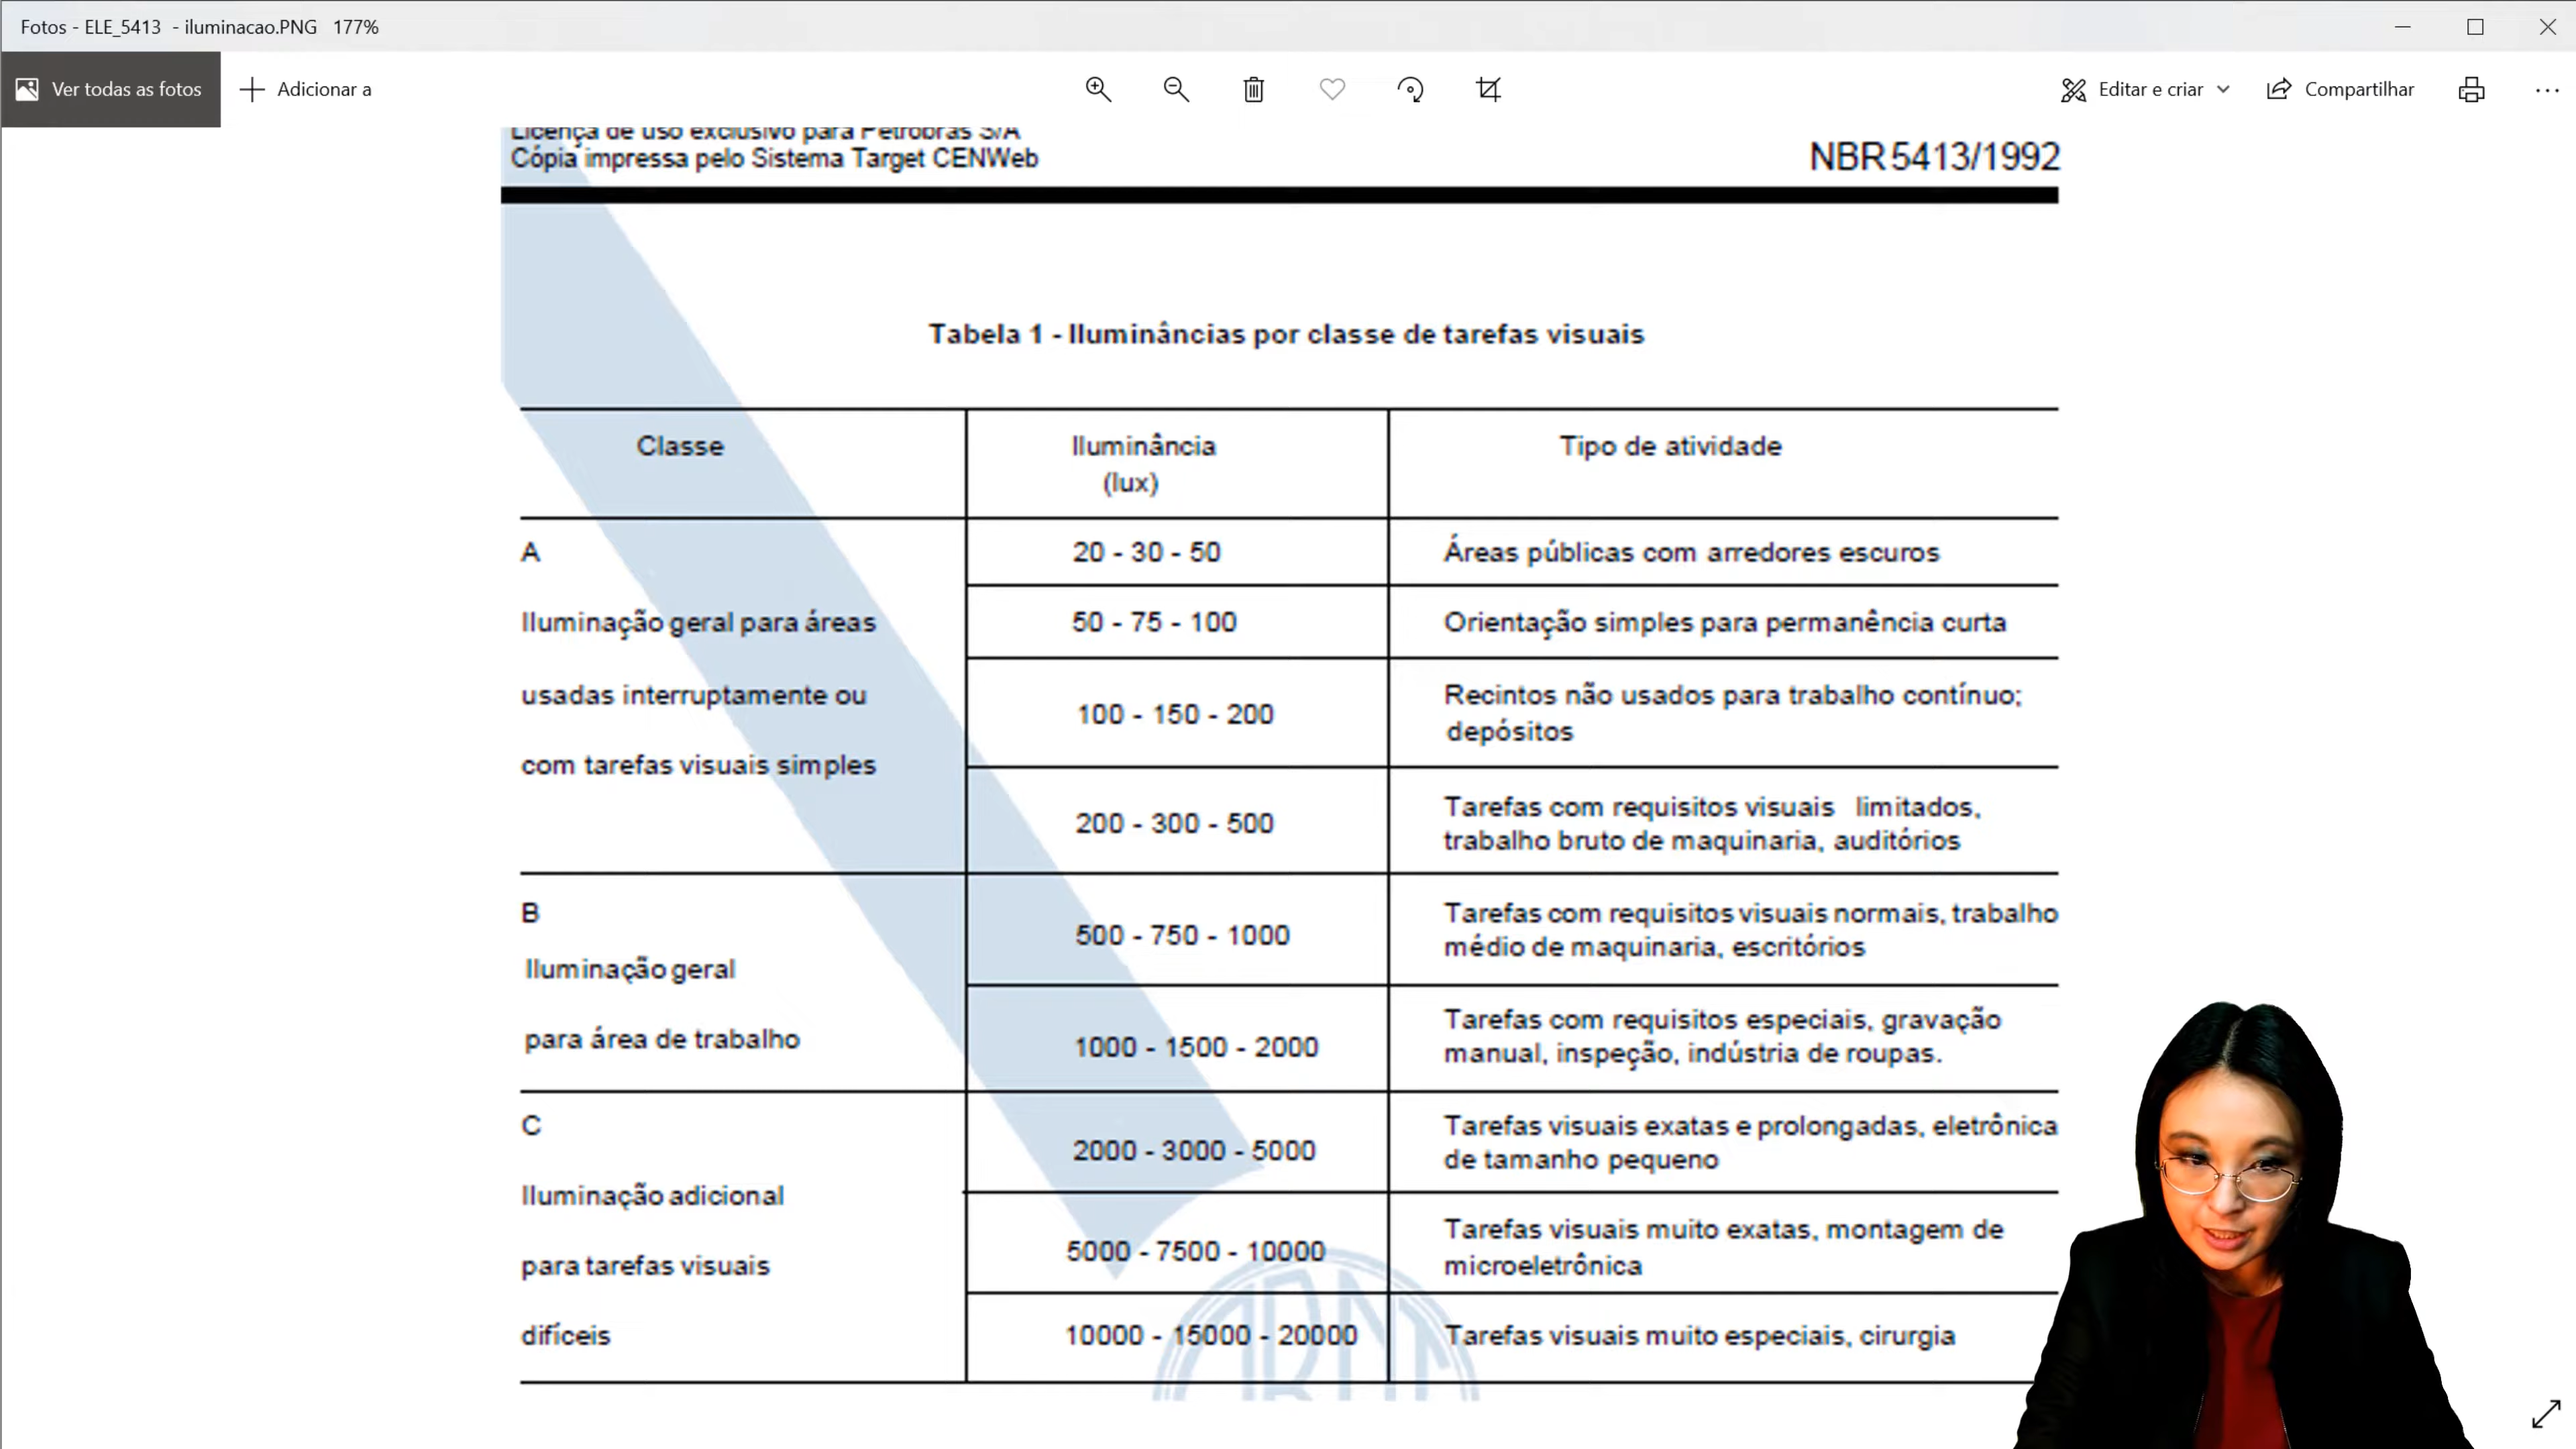 Fotos - ELE_5413 - iluminacao.PNG 177%
Ver todas as fotos
Adicionar a
Editar e criar
Compartilhar
Licença de uso exclusivo para Petrobras S/A
Cópia impressa pelo Sistema Target CENWeb
NBR 5413/1992
Tabela 1 - Iluminâncias por classe de tarefas visuais
Classe
Iluminância
(lux)
Tipo de atividade
A
Iluminação geral para áreas
usadas interruptamente ou
com tarefas visuais simples
20 - 30 - 50
Áreas públicas com arredores escuros
50 - 75 - 100
Orientação simples para permanência curta
100 - 150 - 200
Recintos não usados para trabalho contínuo;
depósitos
200 - 300 - 500
Tarefas com requisitos visuais limitados,
trabalho bruto de maquinaria, auditórios
B
Iluminação geral
para área de trabalho
500 - 750 - 1000
Tarefas com requisitos visuais normais, trabalho
médio de maquinaria, escritórios
1000 - 1500 - 2000
Tarefas com requisitos especiais, gravação
manual, inspeção, indústria de roupas.
C
Iluminação adicional
para tarefas visuais
difíceis
2000 - 3000 - 5000
Tarefas visuais exatas e prolongadas, eletrônica
de tamanho pequeno
5000 - 7500 - 10000
Tarefas visuais muito exatas, montagem de
microeletrônica
10000 - 15000 - 20000
Tarefas visuais muito especiais, cirurgia